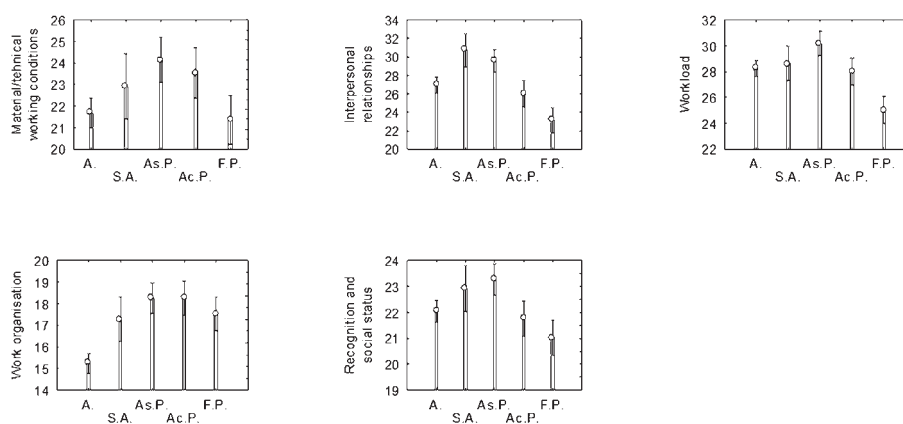 Material/tehnical
working conditions
26
25
24
23
22
21
20
A. As.P. F.P.
S.A. Ac.P.
Interpersonal
relationships
34
32
30
28
26
24
22
20
A. As.P. F.P.
S.A. Ac.P.
Workload
32
30
28
26
24
22
A. As.P. F.P.
S.A. Ac.P.
Work organisation
20
19
18
17
16
15
14
A. As.P. F.P.
S.A. Ac.P.
Recognition and
social status
24
23
22
21
20
19
A. As.P. F.P.
S.A. Ac.P.